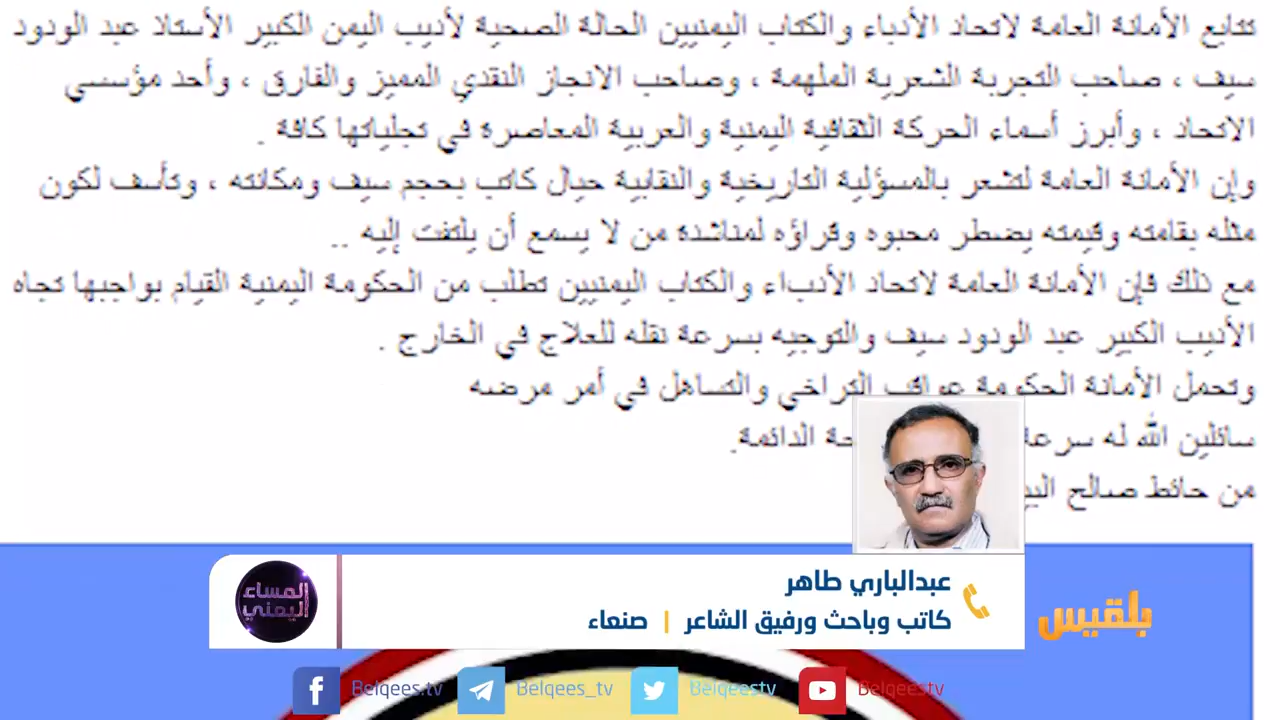 تتابع الأمانة العامة لاتحاد الأدباء والكتاب اليمنيين الحالة الصحية لأديب اليمن الكبير الأستاذ عبد الودود
سيف ، صاحب التجربة الشعرية الملهمة ، وصاحب الانجاز النقدي المميز والفارق ، وأحد مؤسسي
الاتحاد ، وأبرز أسماء الحركة الثقافية اليمنية والعربية المعاصرة في تجلياتها كافة .
وإن الأمانة العامة لتشعر بالمسؤلية التاريخية والنقابية حيال كاتب بحجم سيف ومكانته ، وتأسف لكون
مثله بقامته وقيمته يضطر محبوه وقراؤه لمناشدة من لا يسمع أن يلتفت إليه ..
مع ذلك فإن الأمانة العامة لاتحاد الأدباء والكتاب اليمنيين تطلب من الحكومة اليمنية القيام بواجبها تجاه
الأديب الكبير عبد الودود سيف والتوجيه بسرعة نقله للعلاج في الخارج .
وتحمل الأمانة الحكومة عواقب التراخي والتساهل في أمر مرضه
سائلين الله له سرعة الدائمة.
من حائط صالح
عبدالباري طاهر
كاتب وباحث ورفيق الشاعر | صنعاء
المساء
اليمني
بلقيس
Belqees.tv
Belqees_tv
Belqeestv
Belqeestv